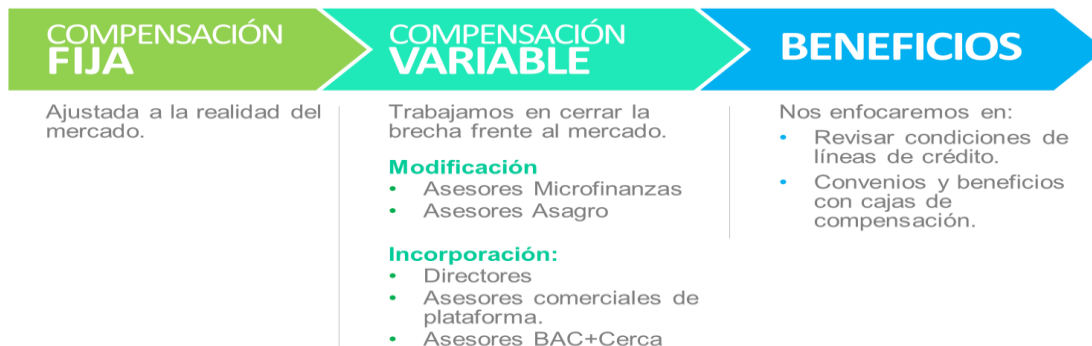 COMPENSACIÓN
FIJA
Ajustada a la realidad del
mercado.
COMPENSACIÓN
VARIABLE
Trabajamos en cerrar la
brecha frente al mercado.
Modificación
• Asesores Microfinanzas
• Asesores Asagro
Incorporación:
• Directores
• Asesores comerciales de
plataforma.
• Asesores BAC+Cerca
BENEFICIOS
Nos enfocaremos en:
• Revisar condiciones de
líneas de crédito.
• Convenios y beneficios
con cajas de
compensación.